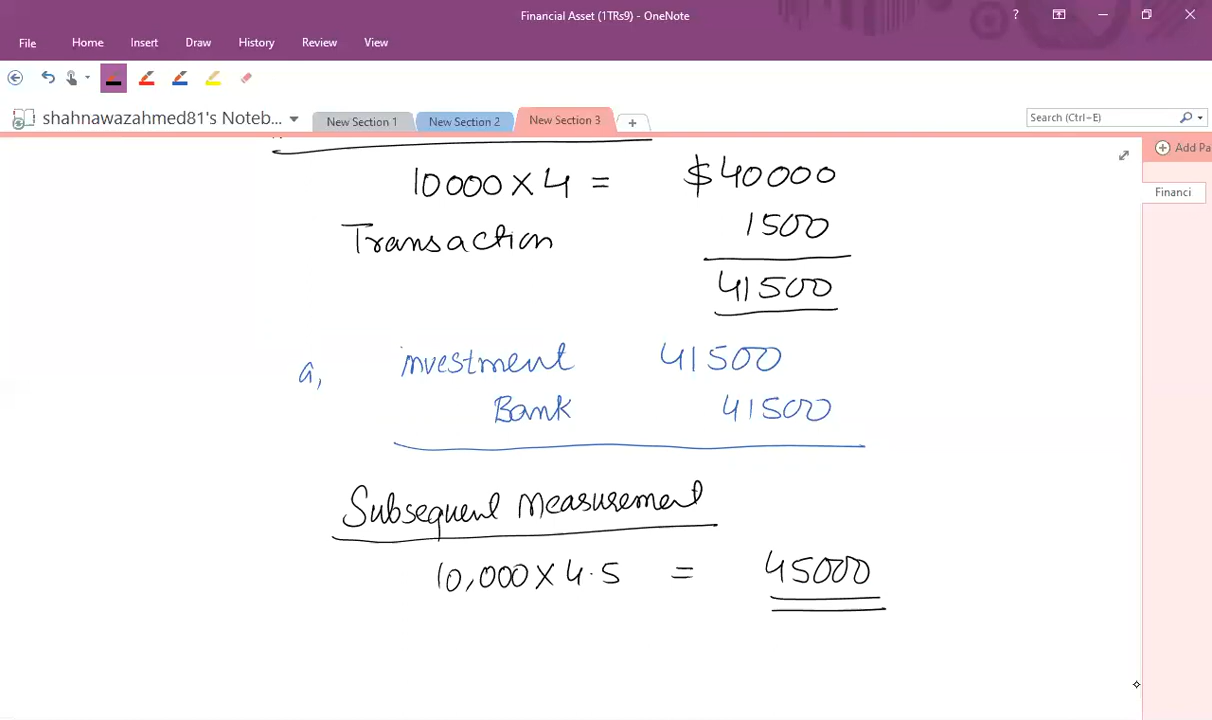 Financial Asset (1TRs9) - OneNote
?
File Home Insert Draw History Review View
shahnawazahmed81's Noteb...
New Section 1 New Section 2 New Section 3 +
Search (Ctrl+E)
Add Pa
Financi
10000 X 4 = $40000
Transaction 1500
41500
a, investment 41500
Bank 41500
Subsequent Measurement
10,000 X 4.5 = 45000